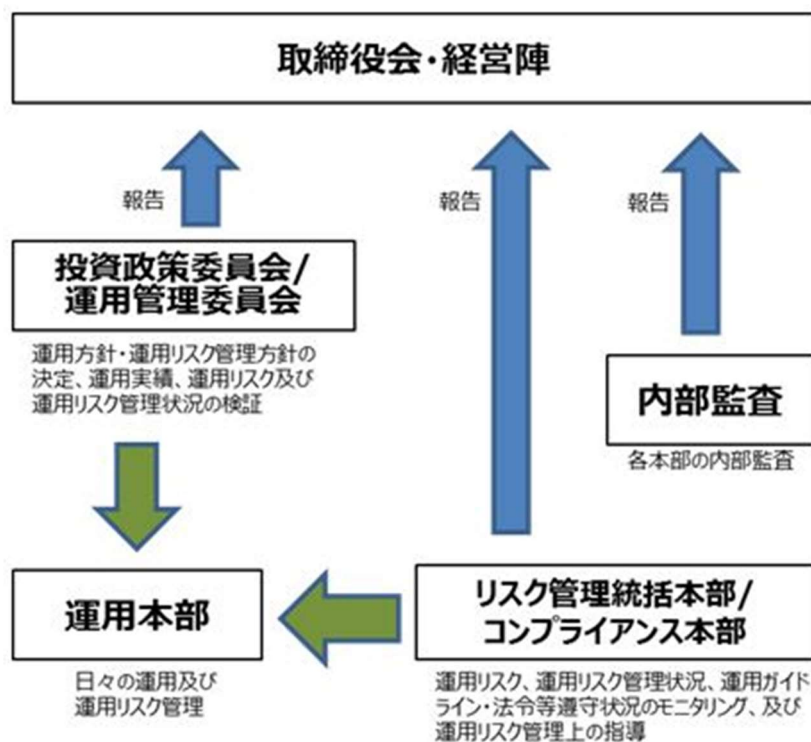 取締役会・経営陣
報告
報告
報告
投資政策委員会/
運用管理委員会
運用方針・運用リスク管理方針の
決定、運用実績、運用リスク及び
運用リスク管理状況の検証
内部監査
各本部の内部監査
運用本部
日々の運用及び
運用リスク管理
リスク管理統括本部/
コンプライアンス本部
運用リスク、運用リスク管理状況、運用ガイド
ライン・法令等遵守状況のモニタリング、及び
運用リスク管理上の指導